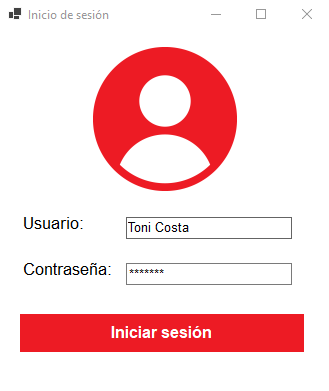 Inicio de sesión
Usuario: Toni Costa
Contraseña: *******
Iniciar sesión